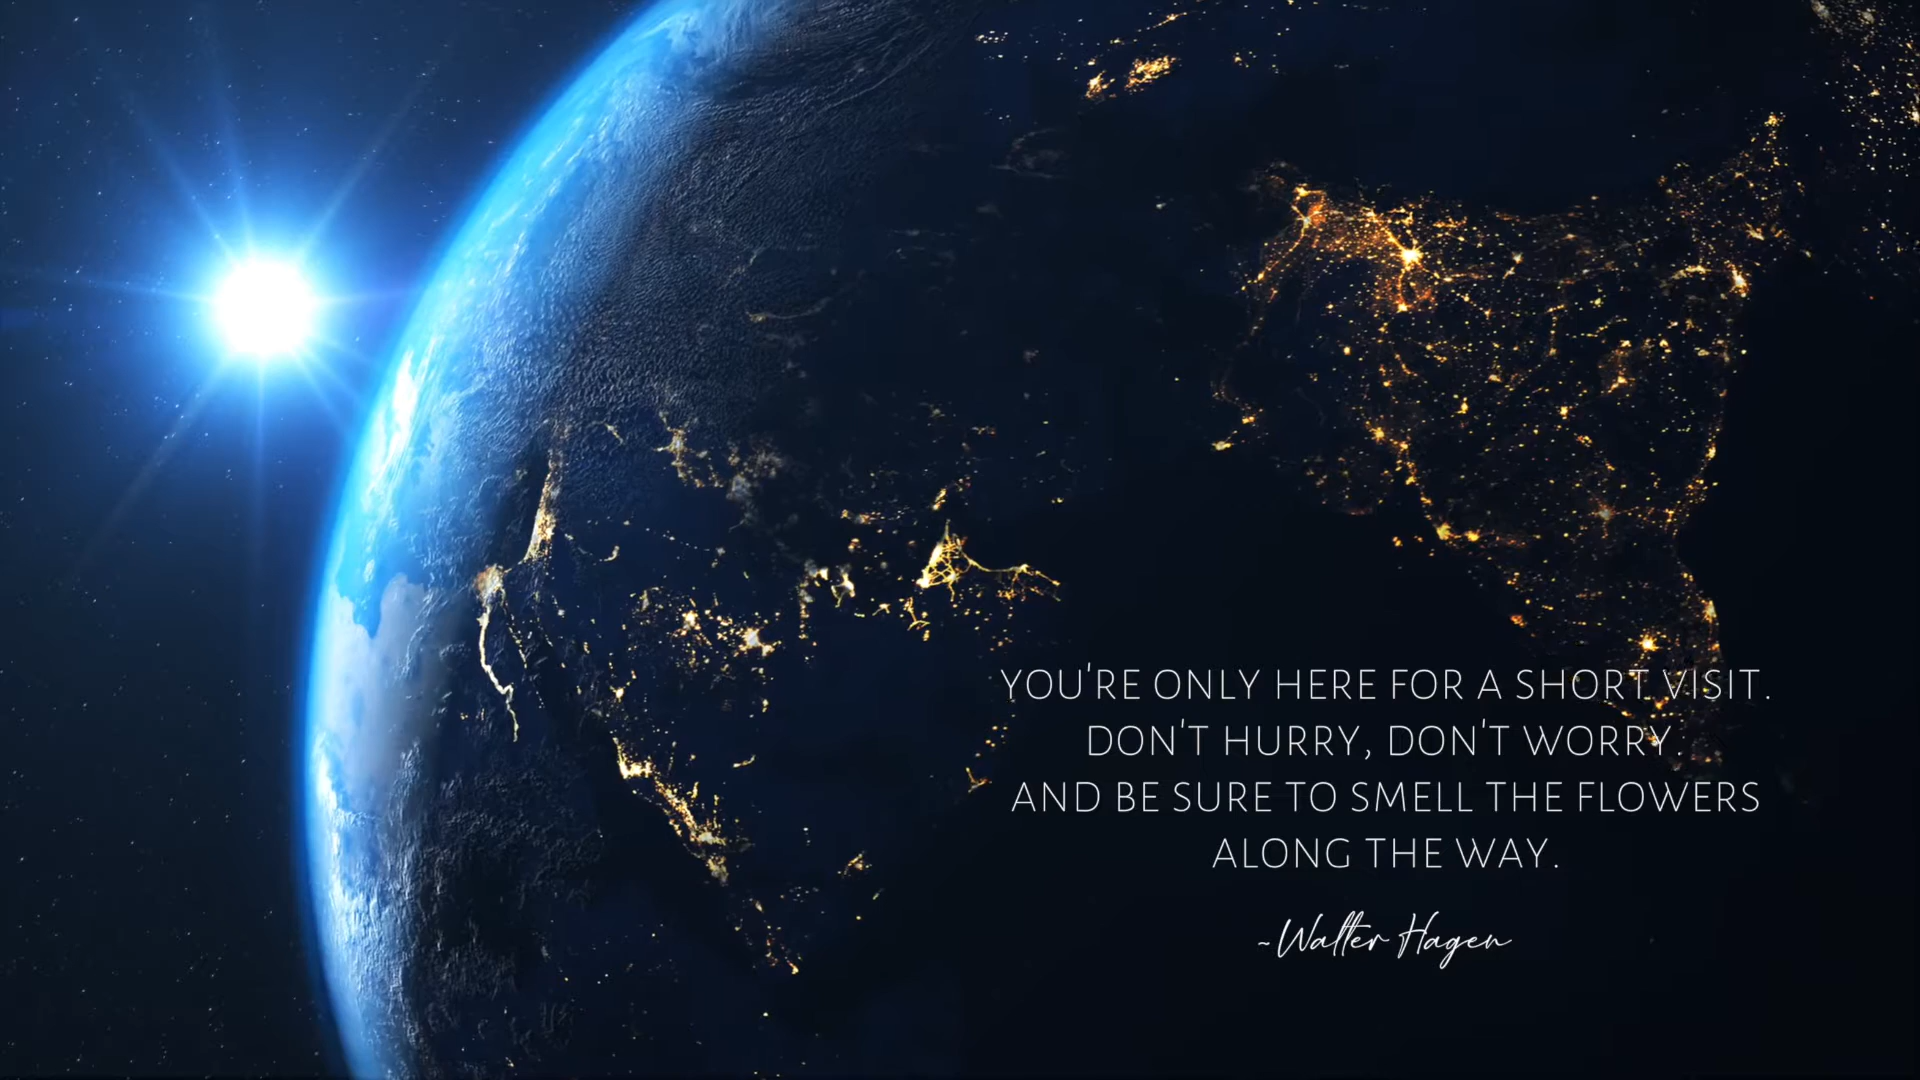 YOU'RE ONLY HERE FOR A SHORT VISIT.
DON'T HURRY, DON'T WORRY.
AND BE SURE TO SMELL THE FLOWERS
ALONG THE WAY.
~Walter Hagen